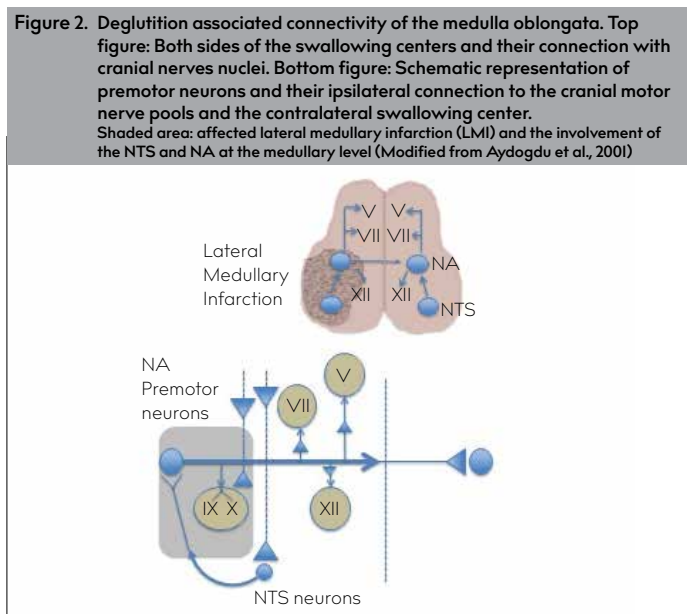 Figure 2. Deglutition associated connectivity of the medulla oblongata. Top
figure: Both sides of the swallowing centers and their connection with
cranial nerves nuclei. Bottom figure: Schematic representation of
premotor neurons and their ipsilateral connection to the cranial motor
nerve pools and the contralateral swallowing center.
Shaded area: affected lateral medullary infarction (LMI) and the involvement of
the NTS and NA at the medullary level (Modified from Aydogdu et al., 2001)
V V
VII VII
Lateral
Medullary
Infarction
NA
XII XII
NTS
NA
Premotor
neurons
V
VII
IX X
XII
NTS neurons